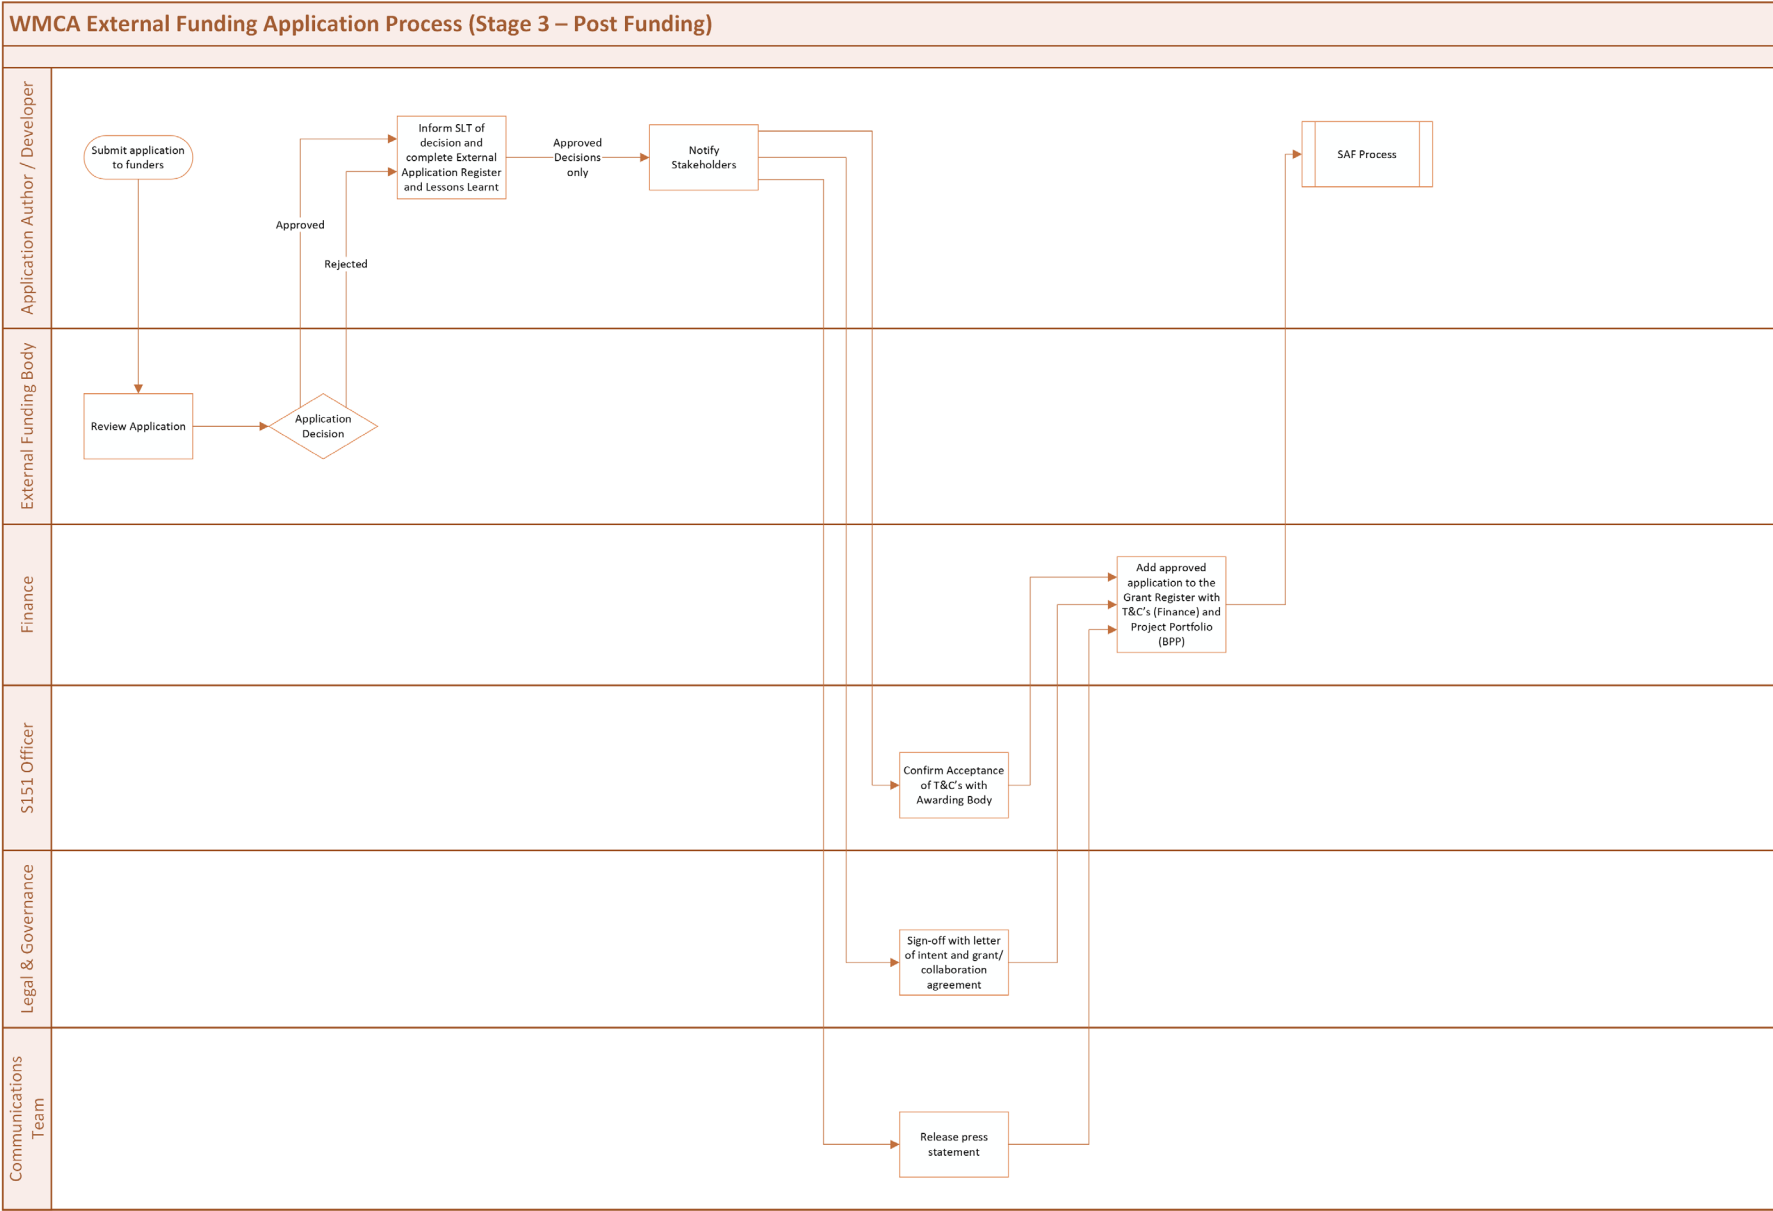 WMCA External Funding Application Process (Stage 3 – Post Funding)
Application Author / Developer
Submit application
to funders
Approved
Rejected
Inform SLT of
decision and
complete External
Application Register
and Lessons Learnt
Approved
Decisions
only
Notify
Stakeholders
SAF Process
External Funding Body
Review Application
Application
Decision
Finance
Add approved
application to the
Grant Register with
T&C's (Finance) and
Project Portfolio
(BPP)
S151 Officer
Confirm Acceptance
of T&C's with
Awarding Body
Legal & Governance
Sign-off with letter
of intent and grant/
collaboration
agreement
Communications
Team
Release press
statement